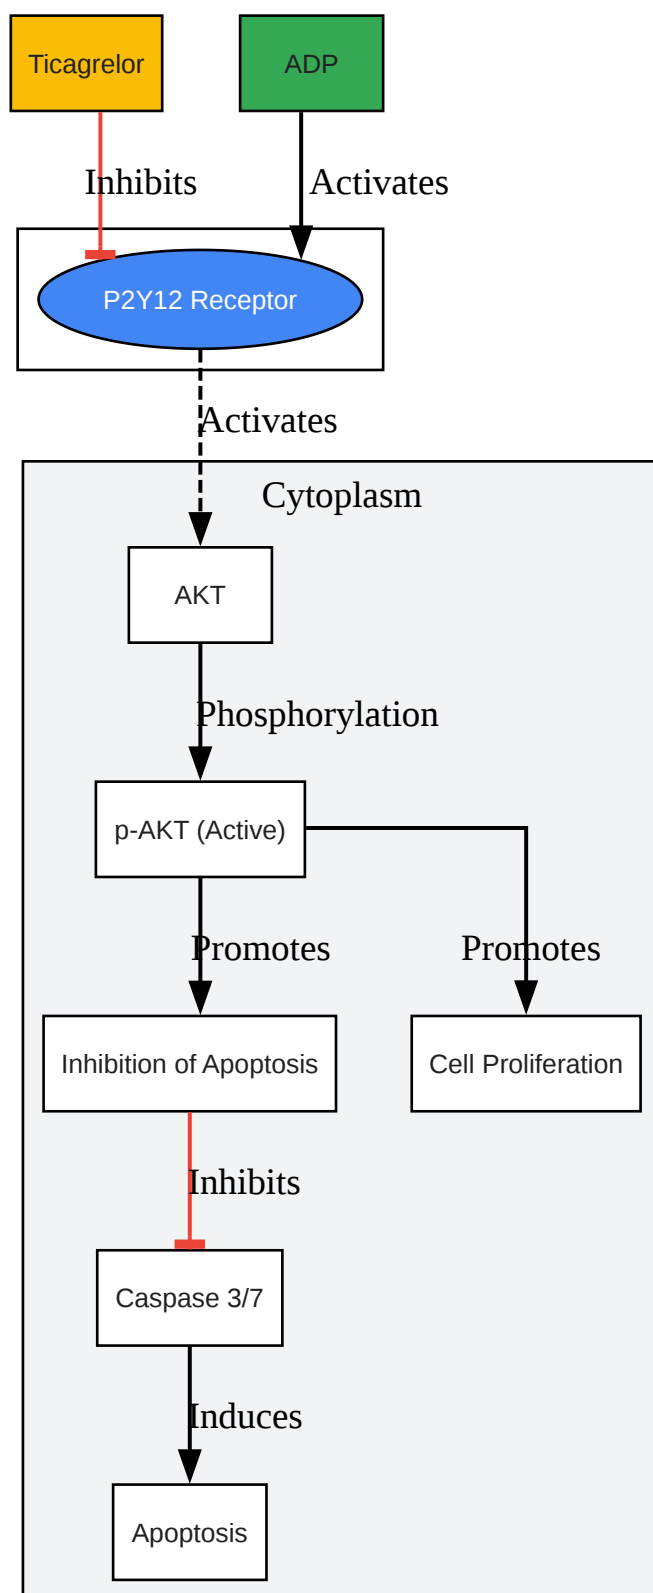 Ticagrelor
ADP
Inhibits
Activates
P2Y12 Receptor
Activates
Cytoplasm
AKT
Phosphorylation
p-AKT (Active)
Promotes
Promotes
Inhibition of Apoptosis
Cell Proliferation
Inhibits
Caspase 3/7
Induces
Apoptosis